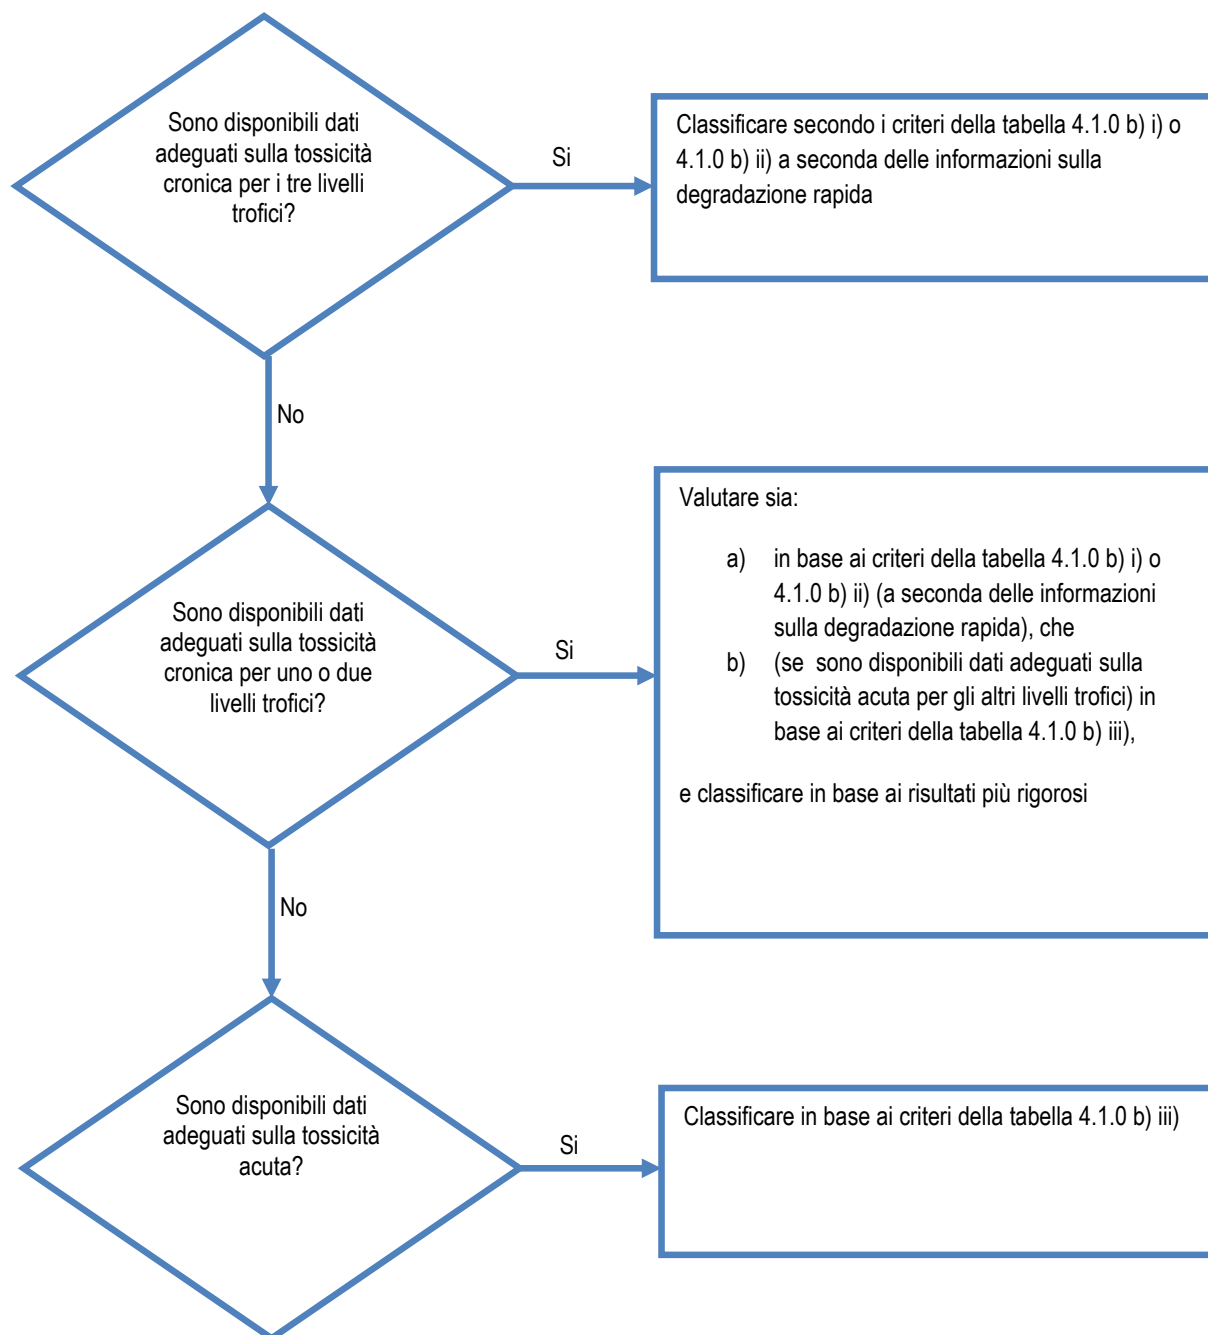 Sono disponibili dati
adeguati sulla tossicità
cronica per i tre livelli
trofici?
Si
Classificare secondo i criteri della tabella 4.1.0 b) i) o
4.1.0 b) ii) a seconda delle informazioni sulla
degradazione rapida
No
Sono disponibili dati
adeguati sulla tossicità
cronica per uno o due
livelli trofici?
Si
Valutare sia:
a) in base ai criteri della tabella 4.1.0 b) i) o
4.1.0 b) ii) (a seconda delle informazioni
sulla degradazione rapida), che
b) (se sono disponibili dati adeguati sulla
tossicità acuta per gli altri livelli trofici) in
base ai criteri della tabella 4.1.0 b) iii),
e classificare in base ai risultati più rigorosi
No
Sono disponibili dati
adeguati sulla tossicità
acuta?
Si
Classificare in base ai criteri della tabella 4.1.0 b) iii)